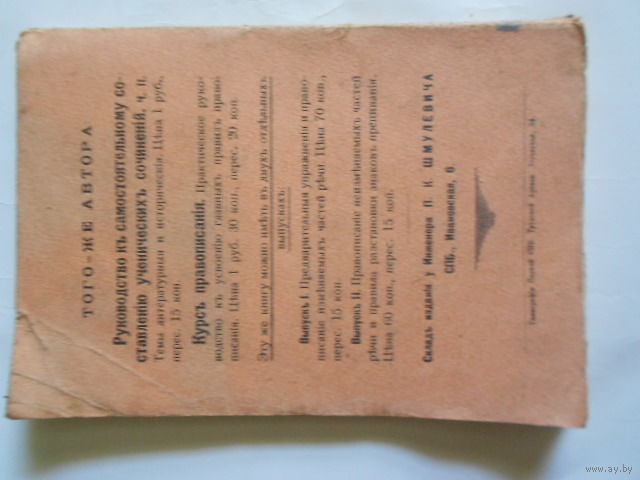 ТОГО-ЖЕ АВТОРА
Руководство къ самостоятельному со-
ставленію ученическихъ сочиненій, ч. II.
Темы литературныя и историческія. Цѣна 1 руб.,
перес. 15 коп.
Курсъ правописанія. Практическое руко-
водство къ усвоенію главныхъ правилъ право-
писанія. Цѣна 1 руб. 30 коп., перес. 20 коп.
Эту же книгу можно имѣть въ двухъ отдѣльныхъ
выпускахъ:
Выпускъ I. Предварительныя упражненія и право-
писаніе измѣняемыхъ частей рѣчи. Цѣна 70 коп.,
перес. 15 коп.
Выпускъ II. Правописаніе неизмѣняемыхъ частей
рѣчи и правила разстановки знаковъ препинанія.
Цѣна 60 коп., перес. 15 коп.
Складъ изданія у Инженера П. К. ШМУЛЕВИЧА
СПБ., Ивановская, 6
www.ay.by